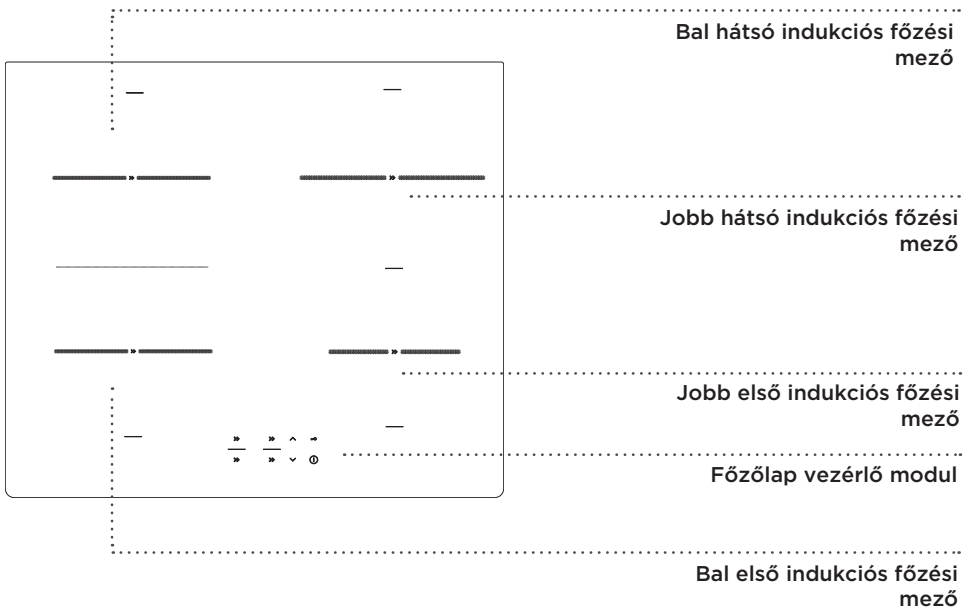 Bal hátsó indukciós főzési
mező
Jobb hátsó indukciós főzési
mező
Jobb első indukciós főzési
mező
Főzőlap vezérlő modul
Bal első indukciós főzési
mező